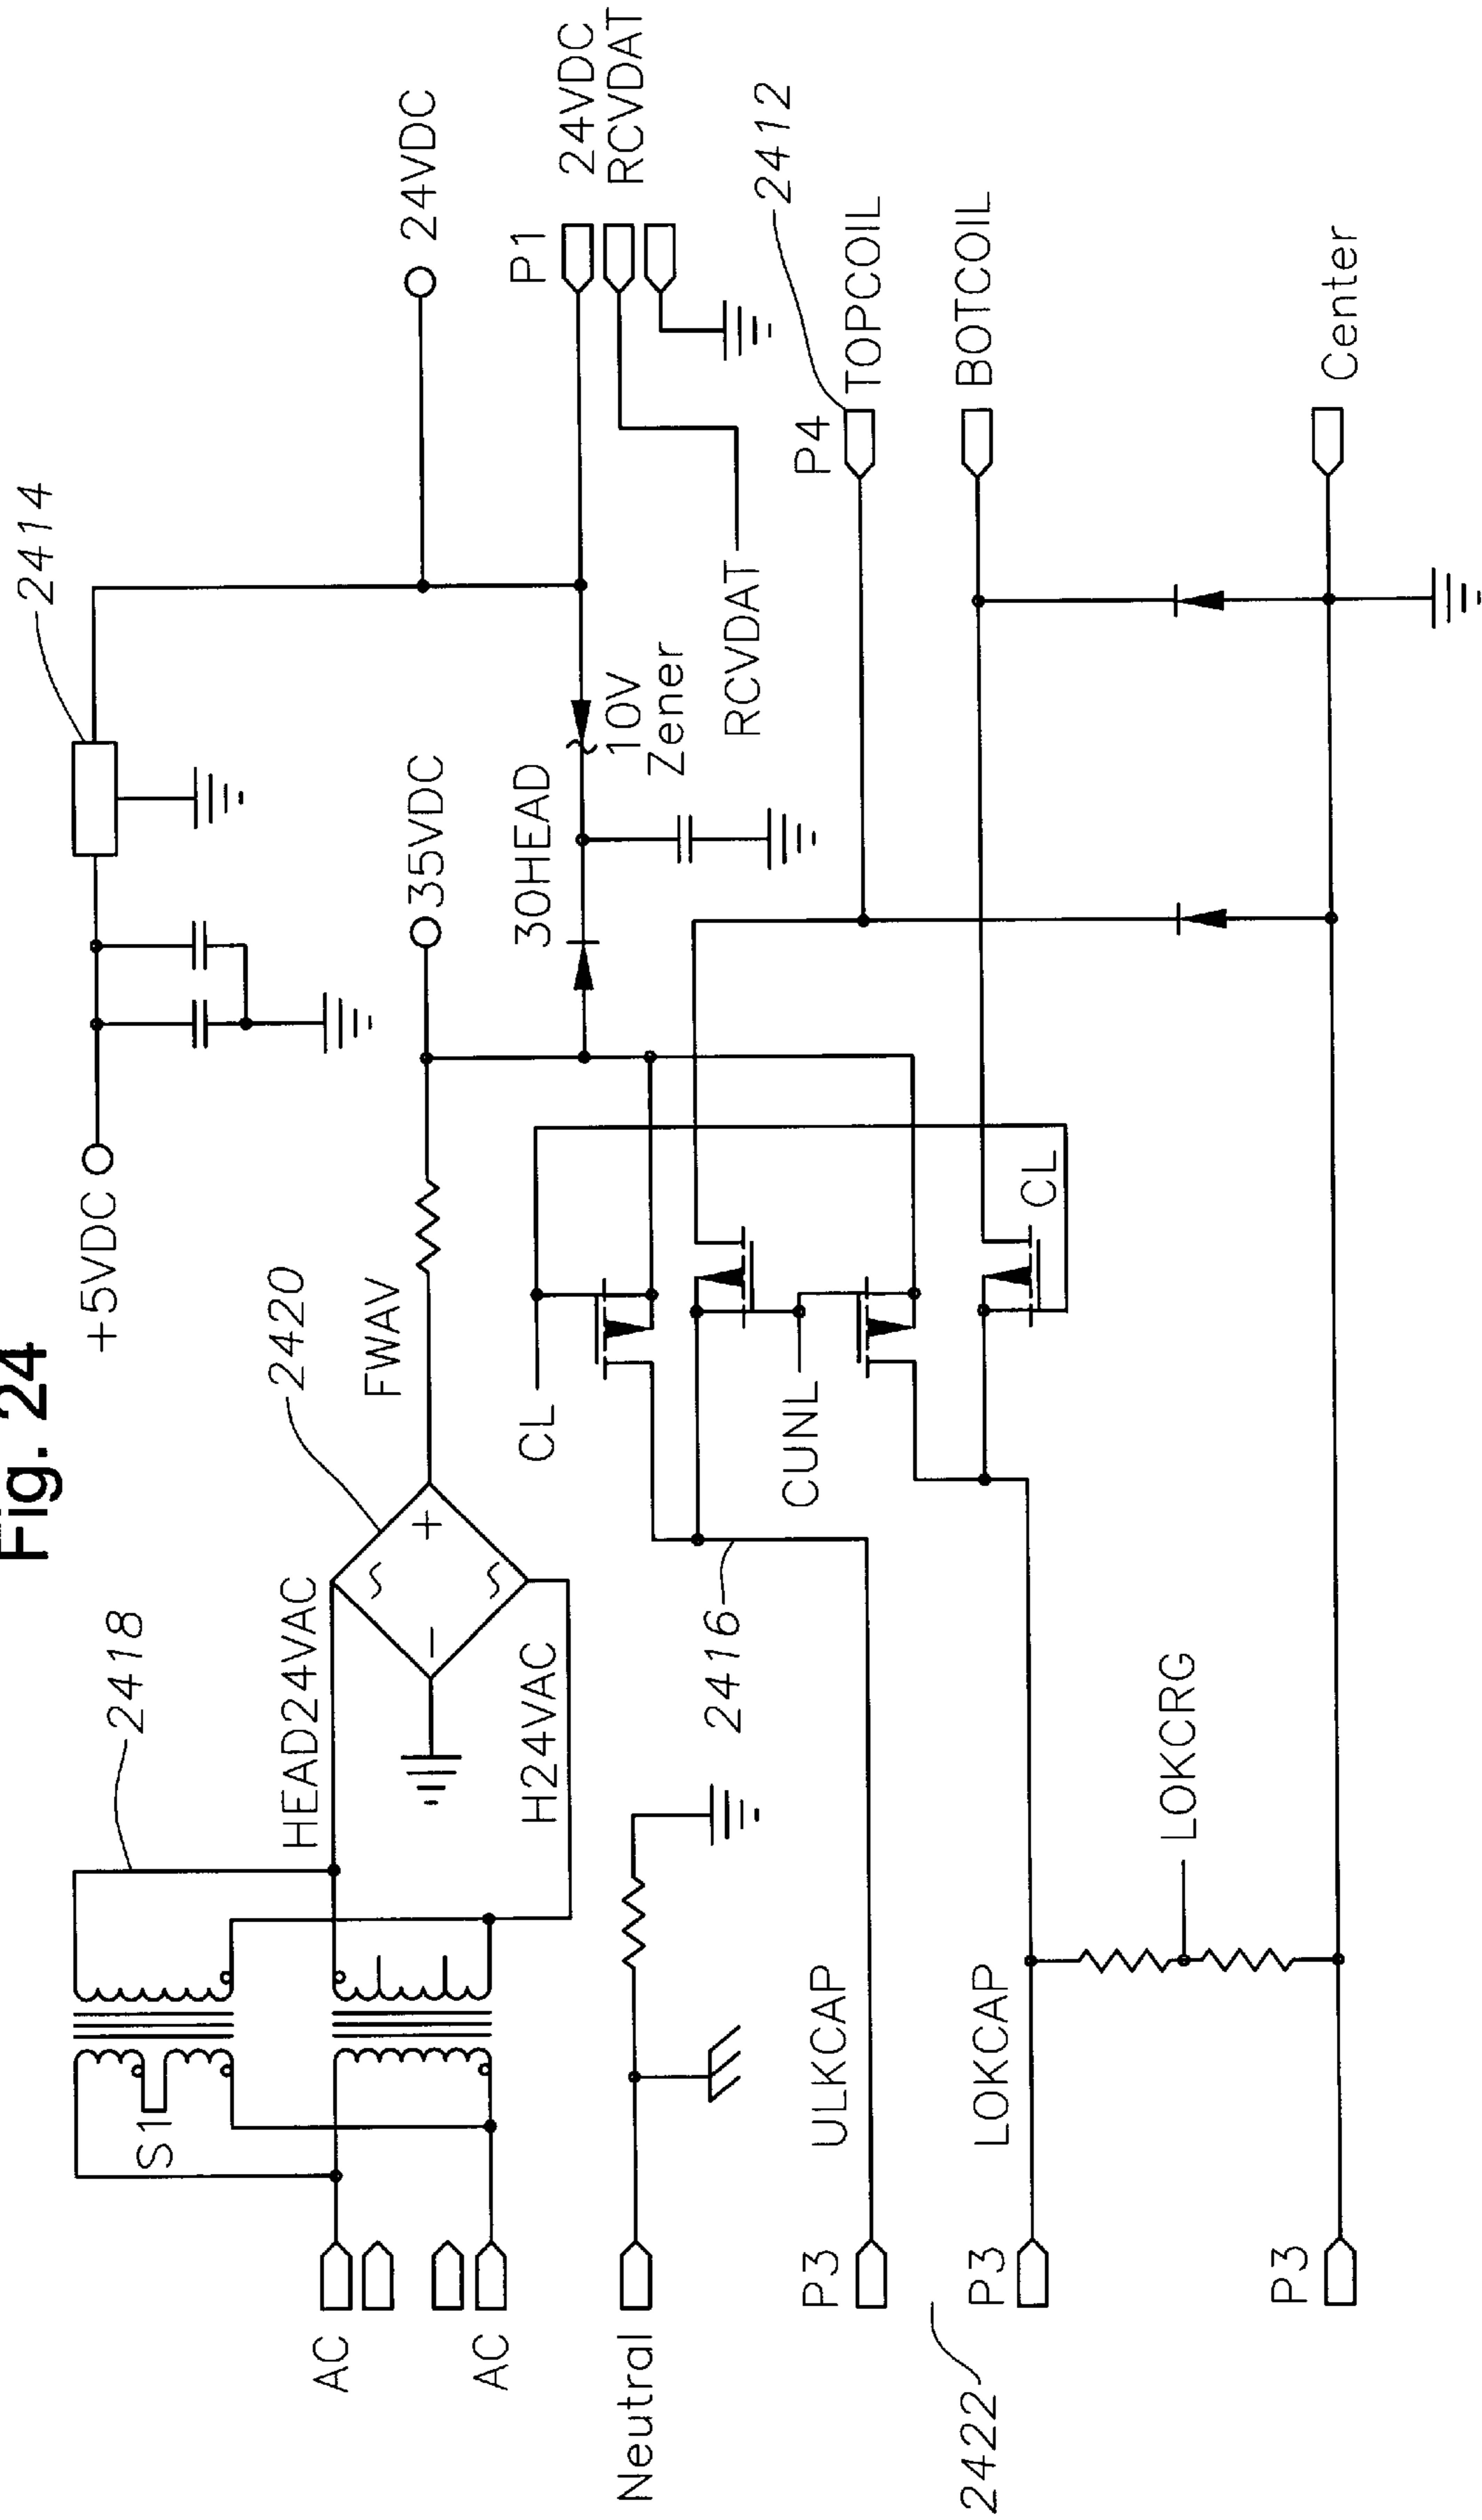 Fig. 24
2418
2420
2414
S1
+5VDC
HEAD24VAC
FWAV
35VDC
24VDC
AC
AC
H24VAC
CL
30HEAD
10V
Zener
P1
24VDC
RCVDAT
Neutral
2416
RCVDAT
2412
P3
ULKCAP
CUNL
P4
TOPCOIL
2422
P3
LOKCAP
CL
BOTCOIL
LOKCRG
P3
Center